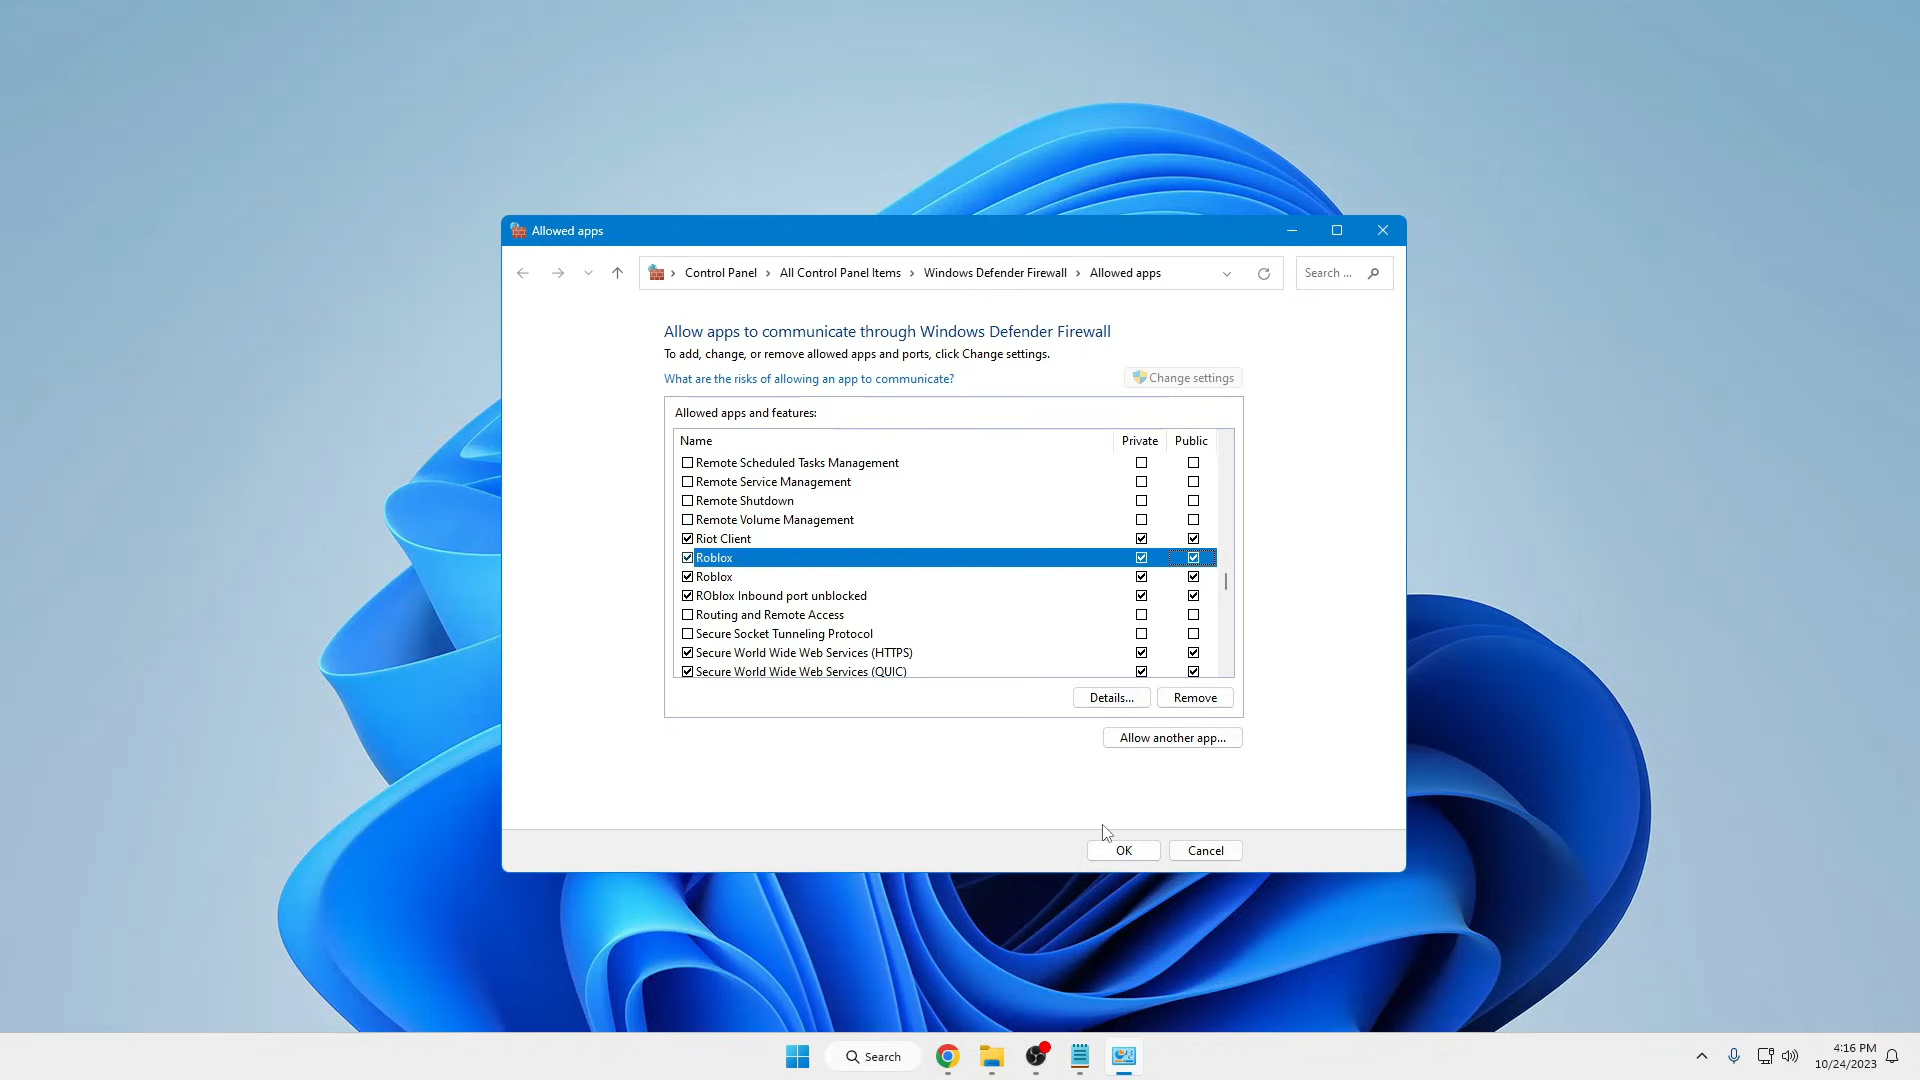 Allowed apps
Control Panel > All Control Panel Items > Windows Defender Firewall > Allowed apps
Search ...
Allow apps to communicate through Windows Defender Firewall
To add, change, or remove allowed apps and ports, click Change settings.
What are the risks of allowing an app to communicate?
Change settings
Allowed apps and features:
Name Private Public
Remote Scheduled Tasks Management
Remote Service Management
Remote Shutdown
Remote Volume Management
Riot Client
Roblox
Roblox
ROblox Inbound port unblocked
Routing and Remote Access
Secure Socket Tunneling Protocol
Secure World Wide Web Services (HTTPS)
Secure World Wide Web Services (QUIC)
Details... Remove
Allow another app...
OK Cancel
Search
4:16 PM
10/24/2023